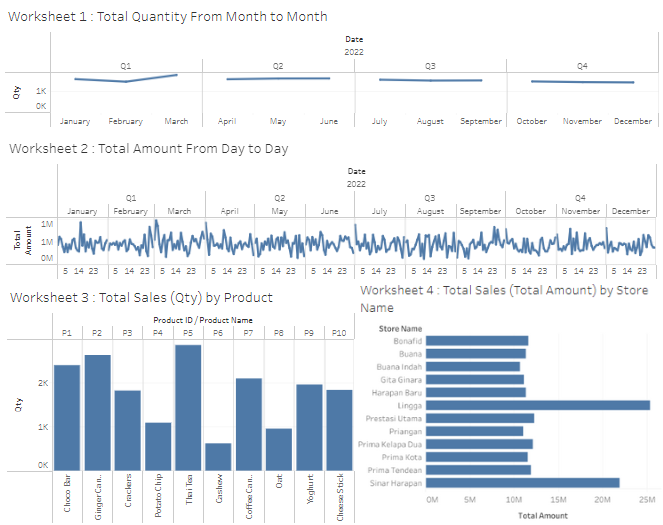 Worksheet 1 : Total Quantity From Month to Month
Date
2022
Q1 Q2 Q3 Q4
Qty
1K
0K
January February March April May June July August September October November December
Worksheet 2 : Total Amount From Day to Day
Date
2022
Q1 Q2 Q3 Q4
January February March April May June July August September October November December
Total
Amount
1M
1M
0M
5 14 23 5 14 23 5 14 23 5 14 23 5 14 23 5 14 23 5 14 23 5 14 23 5 14 23 5 14 23 5 14 23 5 14 23
Worksheet 3 : Total Sales (Qty) by Product
Product ID / Product Name
P1 P2 P3 P4 P5 P6 P7 P8 P9 P10
Qty
2K
1K
0K
Choco Bar
Ginger Can..
Crackers
Potato Chip
Thai Tea
Cashew
Coffee Can..
Oat
Yoghurt
Cheese Stick
Worksheet 4 : Total Sales (Total Amount) by Store
Name
Store Name
Bonafid
Buana
Buana Indah
Gita Ginara
Harapan Baru
Lingga
Prestasi Utama
Priangan
Prima Kelapa Dua
Prima Kota
Prima Tendean
Sinar Harapan
0M 5M 10M 15M 20M 25M
Total Amount